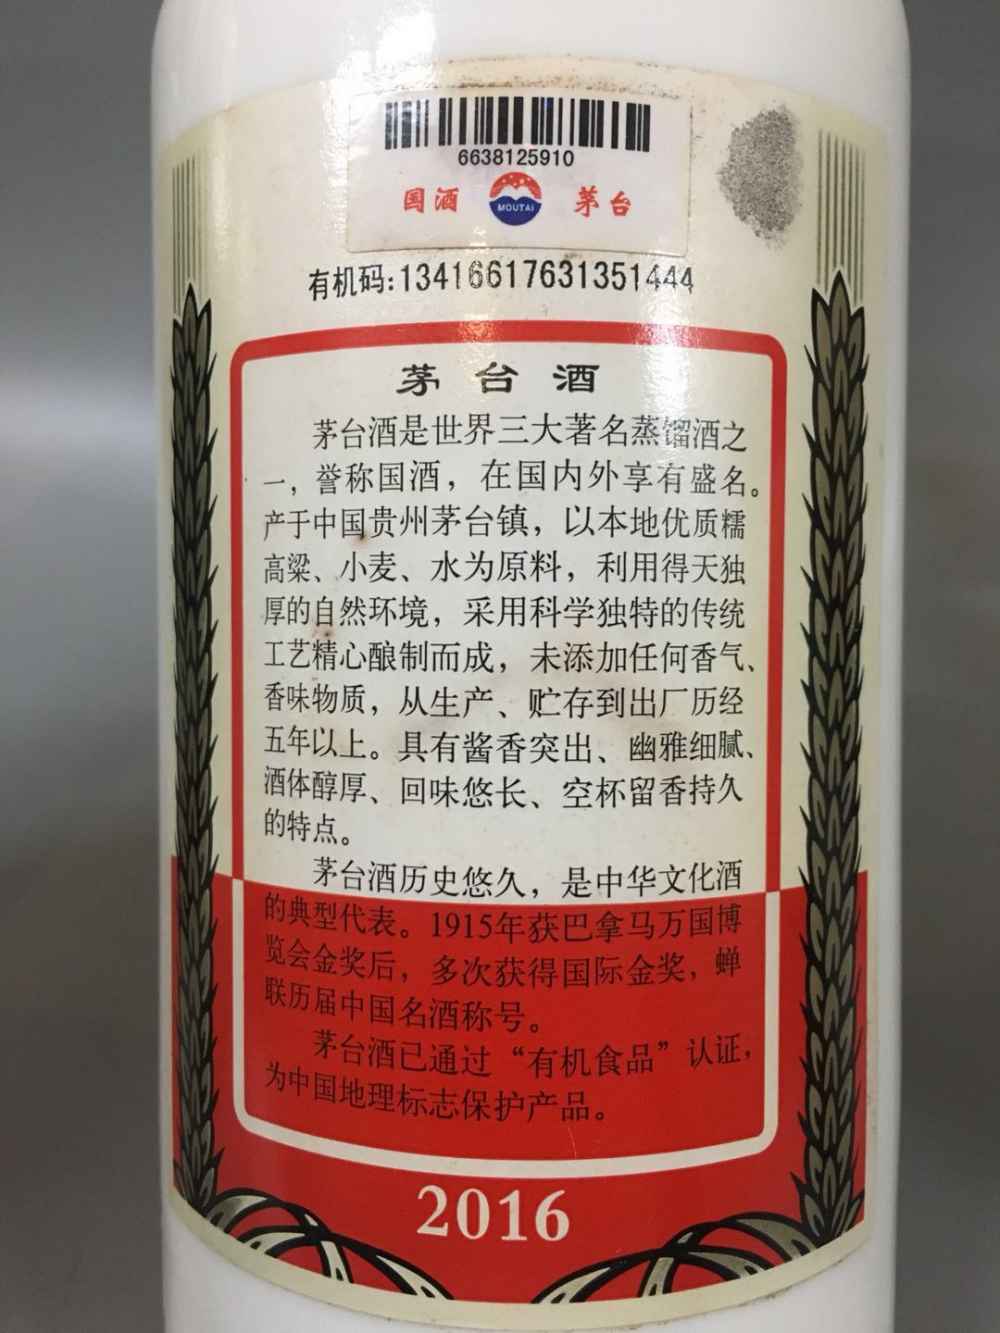 6638125910
国酒 MOUTAI 茅台
有机码:13416617631351444
茅台酒
茅台酒是世界三大著名蒸馏酒之
一，誉称国酒，在国内外享有盛名。
产于中国贵州茅台镇，以本地优质糯
高粱、小麦、水为原料，利用得天独
厚的自然环境，采用科学独特的传统
工艺精心酿制而成，未添加任何香气、
香味物质，从生产、贮存到出厂历经
五年以上。具有酱香突出、幽雅细腻、
酒体醇厚、回味悠长、空杯留香持久
的特点。
茅台酒历史悠久，是中华文化酒
的典型代表。1915年获巴拿马万国博
览会金奖后，多次获得国际金奖，蝉
联历届中国名酒称号。
茅台酒已通过“有机食品”认证，
为中国地理标志保护产品。
2016